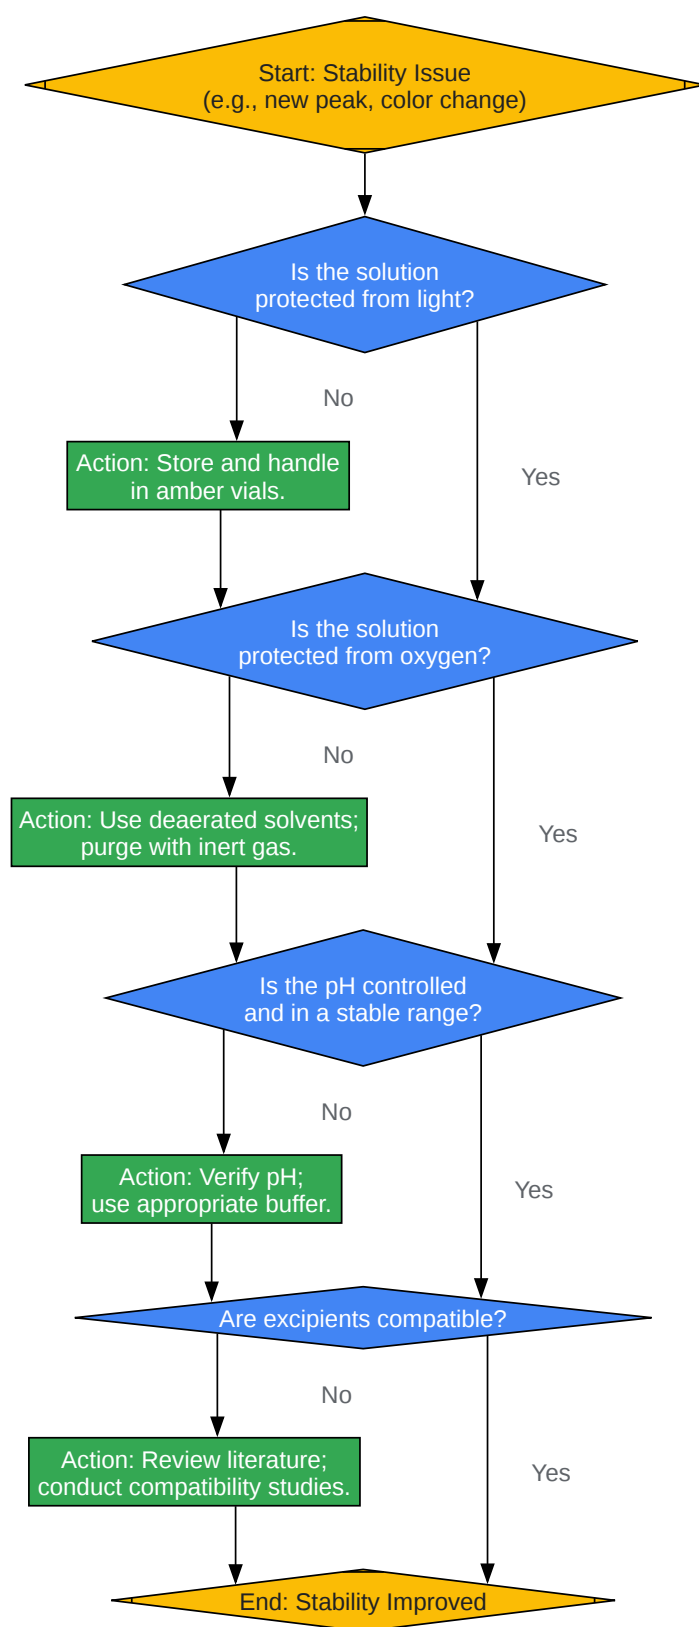 Start: Stability Issue
(e.g., new peak, color change)
Is the solution
protected from light?
No
Action: Store and handle
in amber vials.
Yes
Is the solution
protected from oxygen?
No
Action: Use deaerated solvents;
purge with inert gas.
Yes
Is the pH controlled
and in a stable range?
No
Action: Verify pH;
use appropriate buffer.
Yes
Are excipients compatible?
No
Action: Review literature;
conduct compatibility studies.
Yes
End: Stability Improved